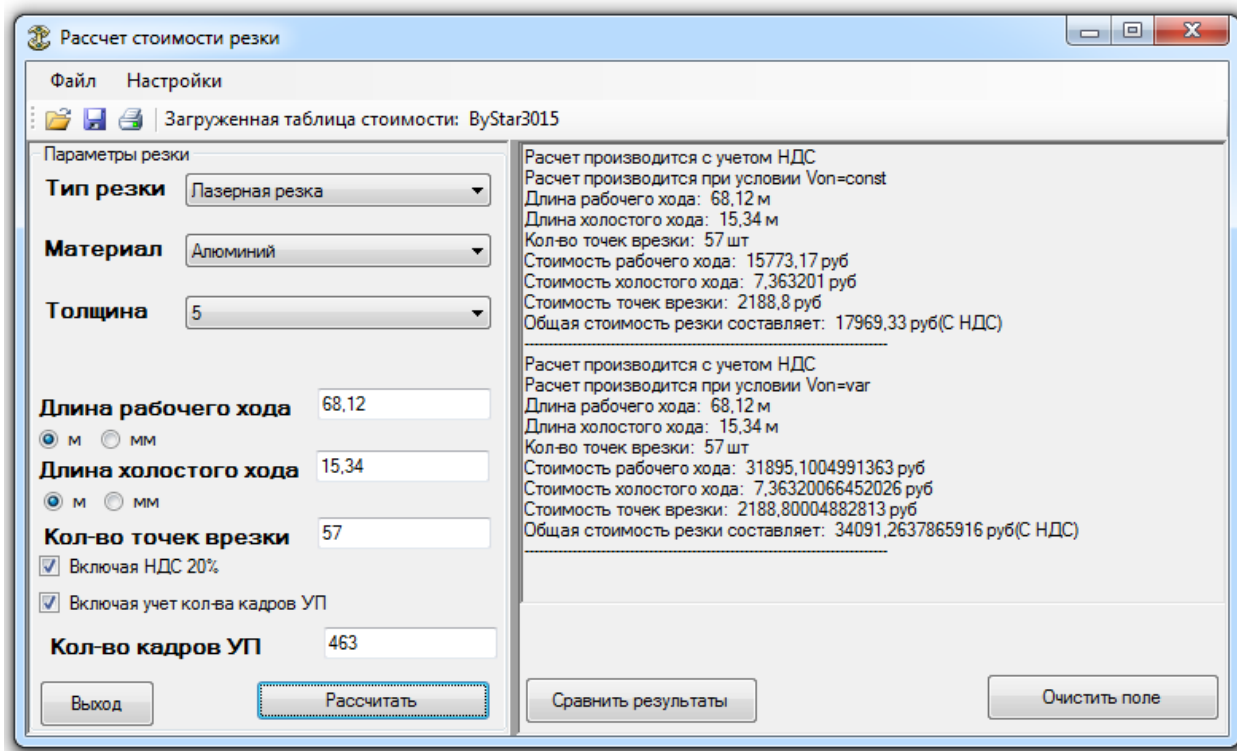 Рассчет стоимости резки
Файл Настройки
Загруженная таблица стоимости: ByStar3015
Параметры резки
Тип резки Лазерная резка
Материал Алюминий
Толщина 5
Длина рабочего хода 68,12
м мм
Длина холостого хода 15,34
м мм
Кол-во точек врезки 57
Включая НДС 20%
Включая учет кол-ва кадров УП
Кол-во кадров УП 463
Выход Рассчитать
Расчет производится с учетом НДС
Расчет производится при условии Von=const
Длина рабочего хода: 68,12 м
Длина холостого хода: 15,34 м
Кол-во точек врезки: 57 шт
Стоимость рабочего хода: 15773,17 руб
Стоимость холостого хода: 7,363201 руб
Стоимость точек врезки: 2188,8 руб
Общая стоимость резки составляет: 17969,33 руб(С НДС)
Расчет производится с учетом НДС
Расчет производится при условии Von=var
Длина рабочего хода: 68,12 м
Длина холостого хода: 15,34 м
Кол-во точек врезки: 57 шт
Стоимость рабочего хода: 31895,1004991363 руб
Стоимость холостого хода: 7,36320066452026 руб
Стоимость точек врезки: 2188,80004882813 руб
Общая стоимость резки составляет: 34091,2637865916 руб(С НДС)
Сравнить результаты Очистить поле